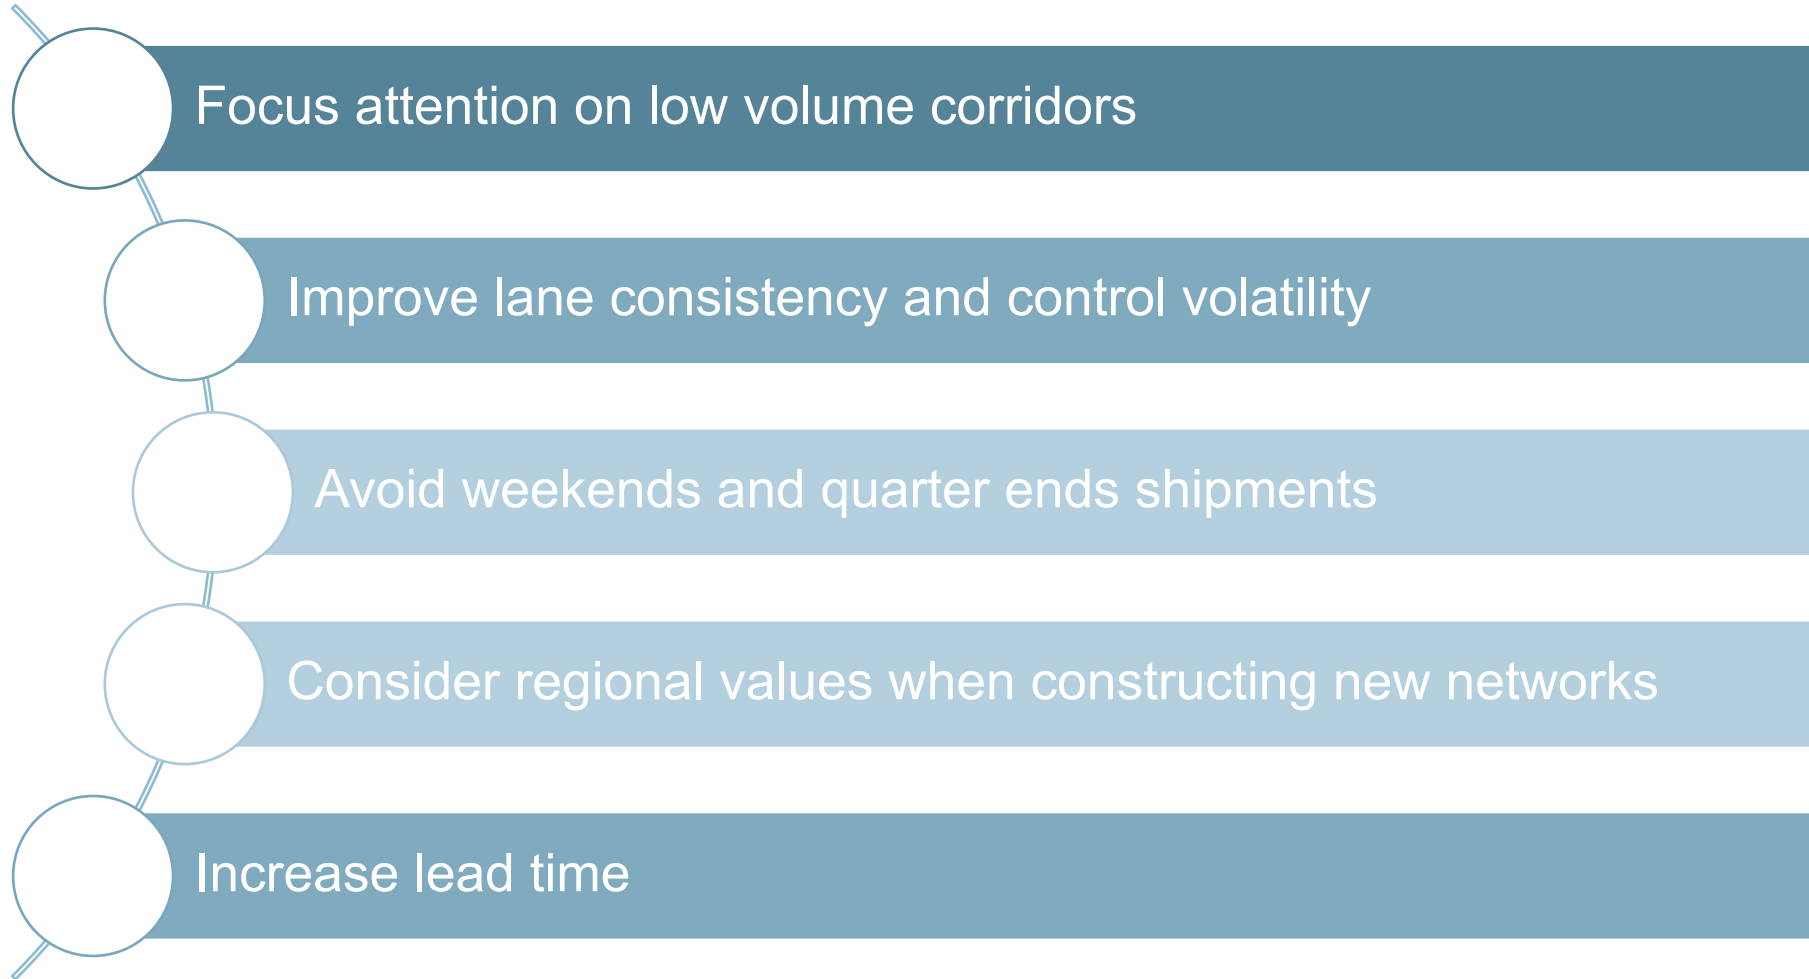 Focus attention on low volume corridors
Improve lane consistency and control volatility
Avoid weekends and quarter ends shipments
Consider regional values when constructing new networks
Increase lead time